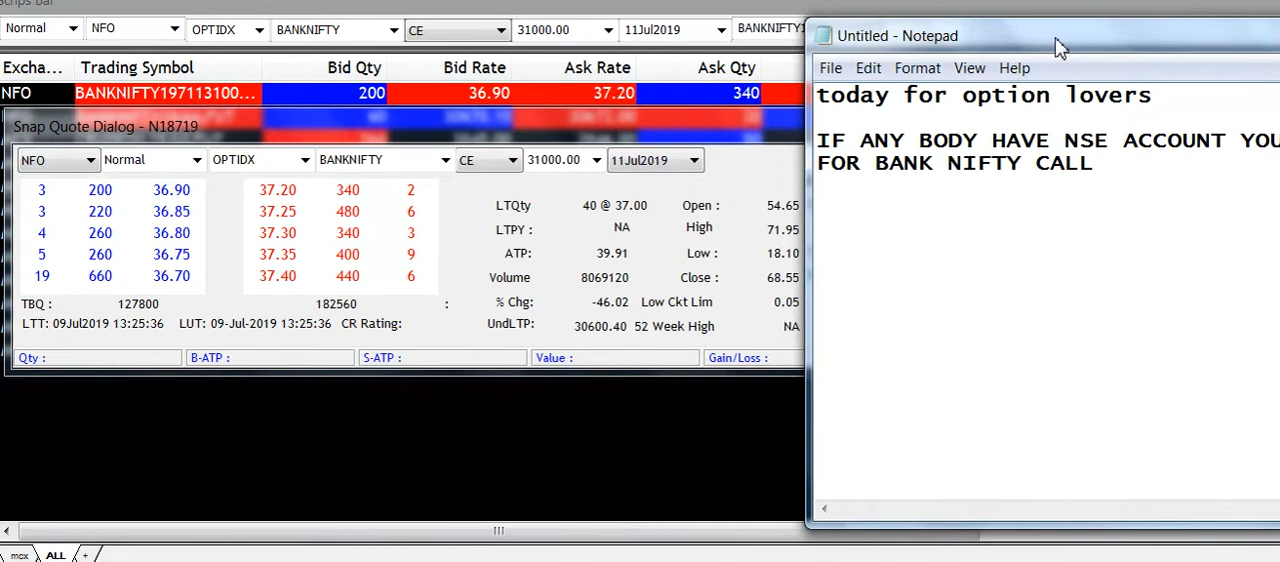 Scrips Bar
Normal NFO OPTIDX BANKNIFTY CE 31000.00 11Jul2019
Excha... Trading Symbol Bid Qty Bid Rate Ask Rate Ask Qty
NFO BANKNIFTY197113100... 200 36.90 37.20 340
Snap Quote Dialog - N18719
NFO Normal OPTIDX BANKNIFTY CE 31000.00 11Jul2019
3 200 36.90 37.20 340 2
3 220 36.85 37.25 480 6
4 260 36.80 37.30 340 3
5 260 36.75 37.35 400 9
19 660 36.70 37.40 440 6
LTQty 40 @ 37.00 Open : 54.65
LTPY : NA High 71.95
ATP: 39.91 Low : 18.10
Volume 8069120 Close : 68.55
% Chg: -46.02 Low Ckt Lim 0.05
UndLTP: 30600.40 52 Week High NA
TBQ : 127800 182560 :
LTT: 09Jul2019 13:25:36 LUT: 09-Jul-2019 13:25:36 CR Rating:
Qty : B-ATP : S-ATP : Value : Gain/Loss :
mcx ALL +
Untitled - Notepad
File Edit Format View Help
today for option lovers
IF ANY BODY HAVE NSE ACCOUNT YOU
FOR BANK NIFTY CALL